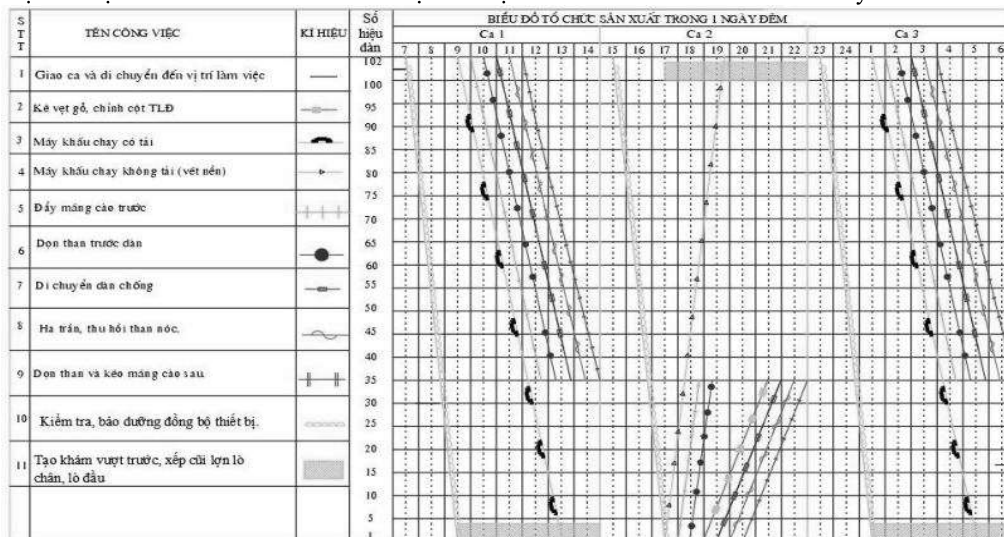 S
T
T
TÊN CÔNG VIỆC
KÍ HIỆU
Số
hiệu
dàn
BIỂU ĐỒ TỔ CHỨC SẢN XUẤT TRONG 1 NGÀY ĐÊM
Ca 1
Ca 2
Ca 3
7 8 9 10 11 12 13 14 15 16 17 18 19 20 21 22 23 24 1 2 3 4 5 6
1 Giao ca và di chuyển đến vị trí làm việc
2 Kê vẹt gỗ, chỉnh cột TLĐ
3 Máy khấu chạy có tải
4 Máy khấu chạy không tải (vét nền)
5 Đẩy máng cào trước
6 Dọn than trước dàn
7 Di chuyển dàn chống
8 Hạ trần, thu hồi than nóc.
9 Dọn than và kéo máng cào sau.
10 Kiểm tra, bảo dưỡng đồng bộ thiết bị.
11 Tạo khám vượt trước, xếp cũi lợn lò
chân, lò đầu
102
100
95
90
85
80
75
70
65
60
55
50
45
40
35
30
25
20
15
10
5
1